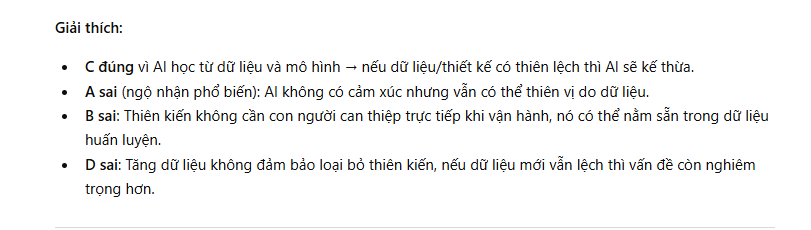 Giải thích:
• C đúng vì AI học từ dữ liệu và mô hình → nếu dữ liệu/thiết kế có thiên lệch thì AI sẽ kế thừa.
• A sai (ngộ nhận phổ biến): AI không có cảm xúc nhưng vẫn có thể thiên vị do dữ liệu.
• B sai: Thiên kiến không cần con người can thiệp trực tiếp khi vận hành, nó có thể nằm sẵn trong dữ liệu
huấn luyện.
• D sai: Tăng dữ liệu không đảm bảo loại bỏ thiên kiến, nếu dữ liệu mới vẫn lệch thì vấn đề còn nghiêm
trọng hơn.